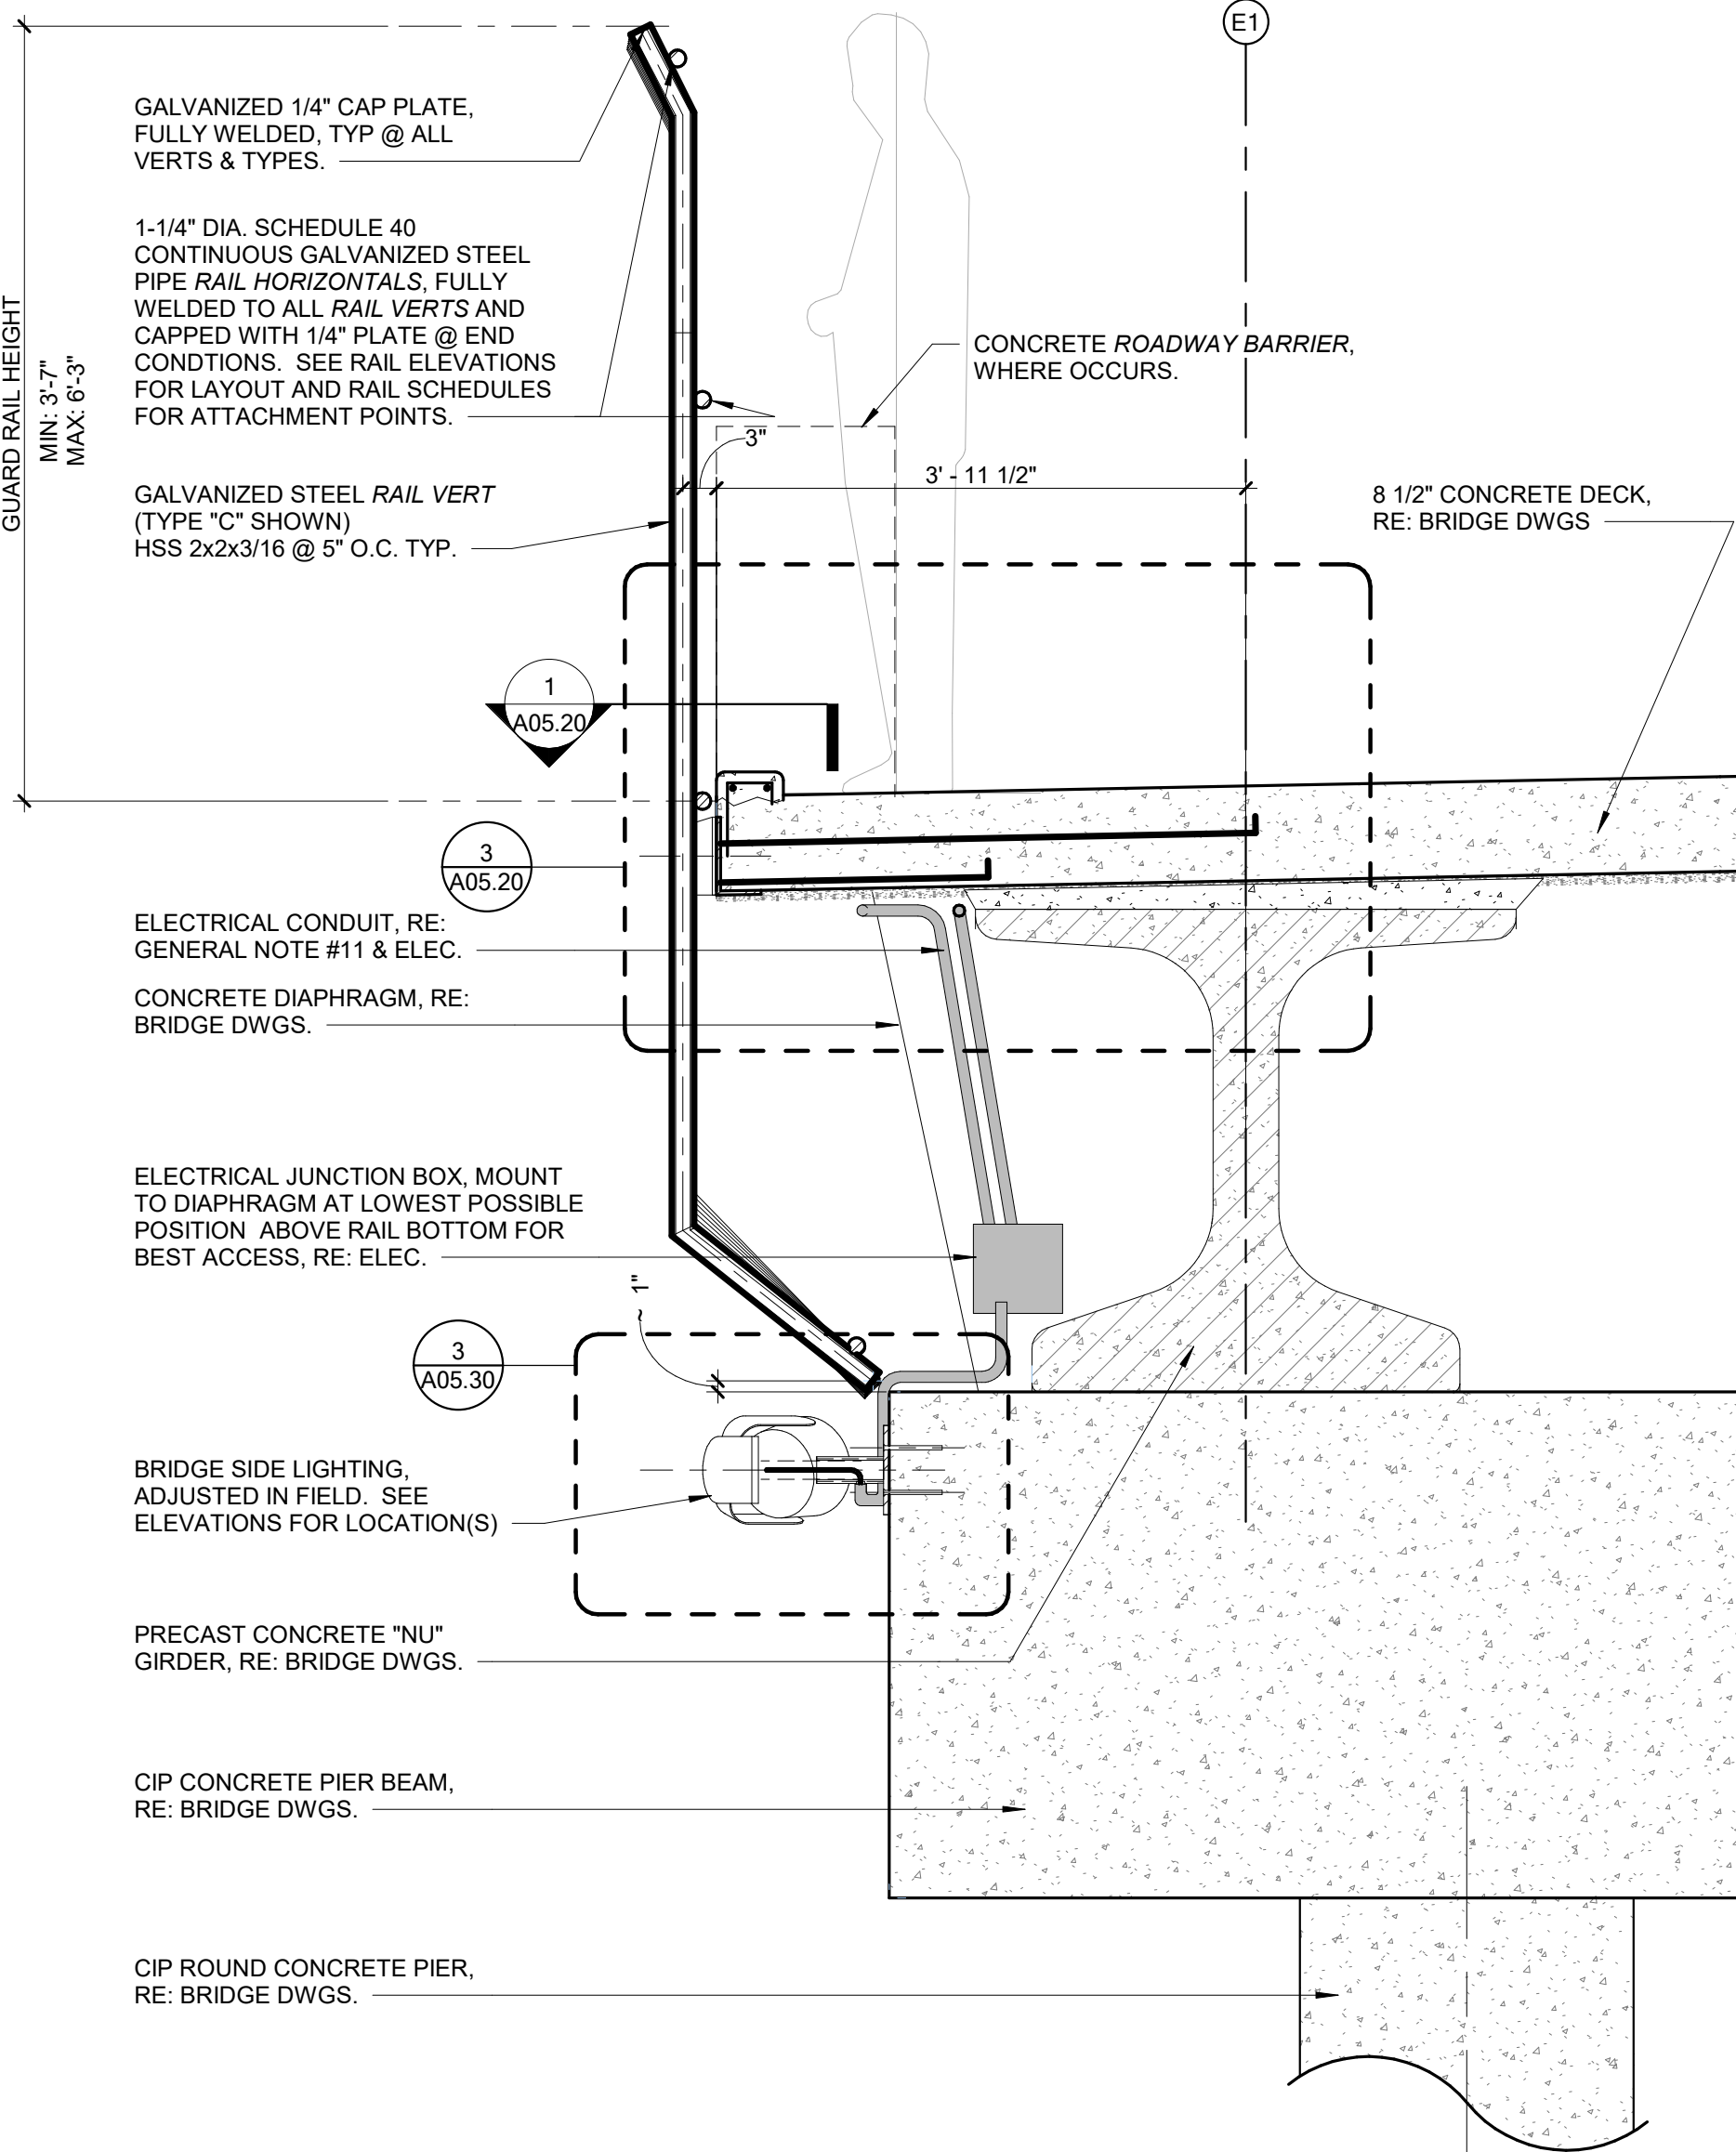 E1
GALVANIZED 1/4" CAP PLATE,
FULLY WELDED, TYP @ ALL
VERTS & TYPES.
1-1/4" DIA. SCHEDULE 40
CONTINUOUS GALVANIZED STEEL
PIPE RAIL HORIZONTALS, FULLY
WELDED TO ALL RAIL VERTS AND
CAPPED WITH 1/4" PLATE @ END
CONDTIONS. SEE RAIL ELEVATIONS
FOR LAYOUT AND RAIL SCHEDULES
FOR ATTACHMENT POINTS.
GUARD RAIL HEIGHT
MIN: 3'-7"
MAX: 6'-3"
CONCRETE ROADWAY BARRIER,
WHERE OCCURS.
3"
3' - 11 1/2"
GALVANIZED STEEL RAIL VERT
(TYPE "C" SHOWN)
HSS 2x2x3/16 @ 5" O.C. TYP.
8 1/2" CONCRETE DECK,
RE: BRIDGE DWGS
1
A05.20
3
A05.20
ELECTRICAL CONDUIT, RE:
GENERAL NOTE #11 & ELEC.
CONCRETE DIAPHRAGM, RE:
BRIDGE DWGS.
ELECTRICAL JUNCTION BOX, MOUNT
TO DIAPHRAGM AT LOWEST POSSIBLE
POSITION ABOVE RAIL BOTTOM FOR
BEST ACCESS, RE: ELEC.
~ 1"
3
A05.30
BRIDGE SIDE LIGHTING,
ADJUSTED IN FIELD. SEE
ELEVATIONS FOR LOCATION(S)
PRECAST CONCRETE "NU"
GIRDER, RE: BRIDGE DWGS.
CIP CONCRETE PIER BEAM,
RE: BRIDGE DWGS.
CIP ROUND CONCRETE PIER,
RE: BRIDGE DWGS.